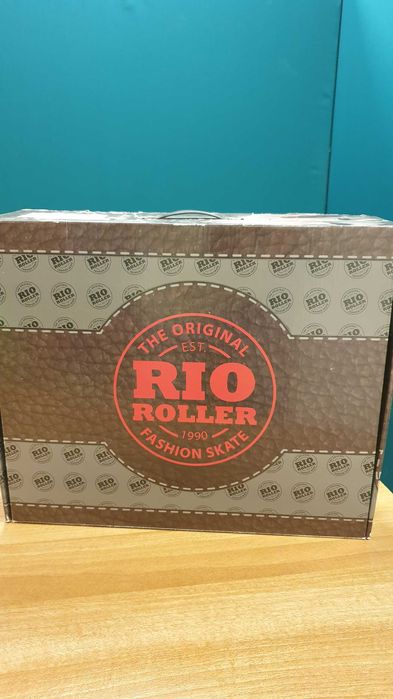 THE ORIGINAL
EST.
RIO
ROLLER
1990
FASHION SKATE